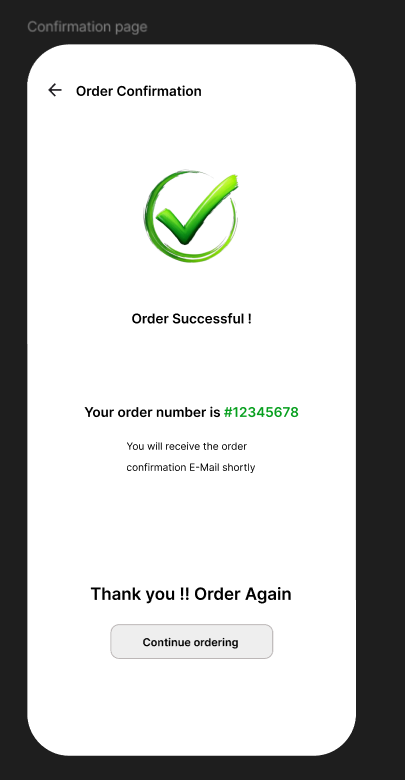 Confirmation page
Order Confirmation
Order Successful !
Your order number is #12345678
You will receive the order
confirmation E-Mail shortly
Thank you !! Order Again
Continue ordering